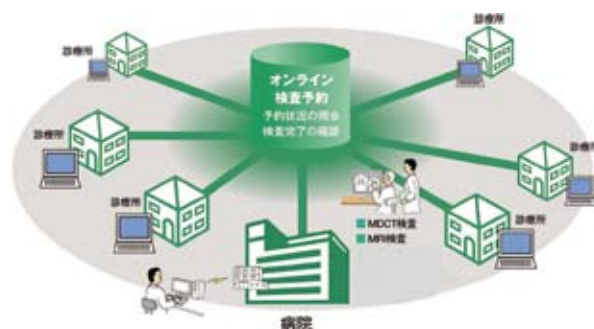 診療所
診療所
オンライン
検査予約
予約状況の照会
検査完了の確認
診療所
診療所
診療所
診療所
■MDCT検査
■MRI検査
病院